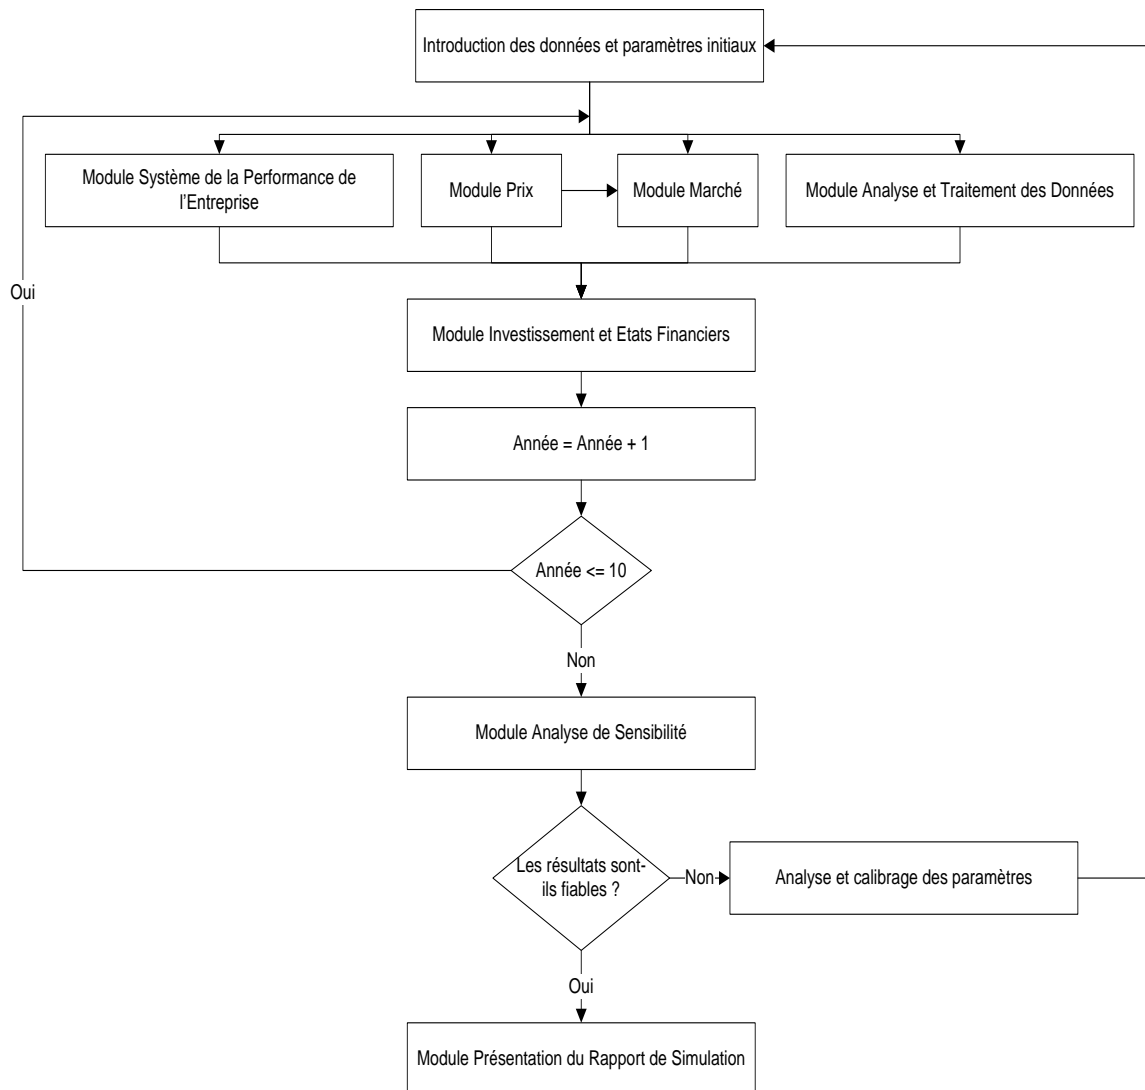 Introduction des données et paramètres initiaux
Module Système de la Performance de
l'Entreprise
Module Prix
Module Marché
Module Analyse et Traitement des Données
Oui
Module Investissement et Etats Financiers
Année = Année + 1
Année <= 10
Non
Module Analyse de Sensibilité
Les résultats sont-
ils fiables ?
Non
Analyse et calibrage des paramètres
Oui
Module Présentation du Rapport de Simulation